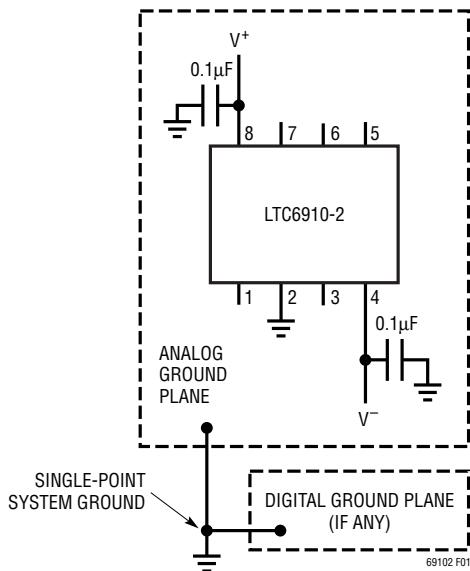 V+
0.1µF
8 7 6 5
LTC6910-2
1 2 3 4
0.1µF
ANALOG
GROUND
PLANE
V−
SINGLE-POINT
SYSTEM GROUND
DIGITAL GROUND PLANE
(IF ANY)
69102 F01